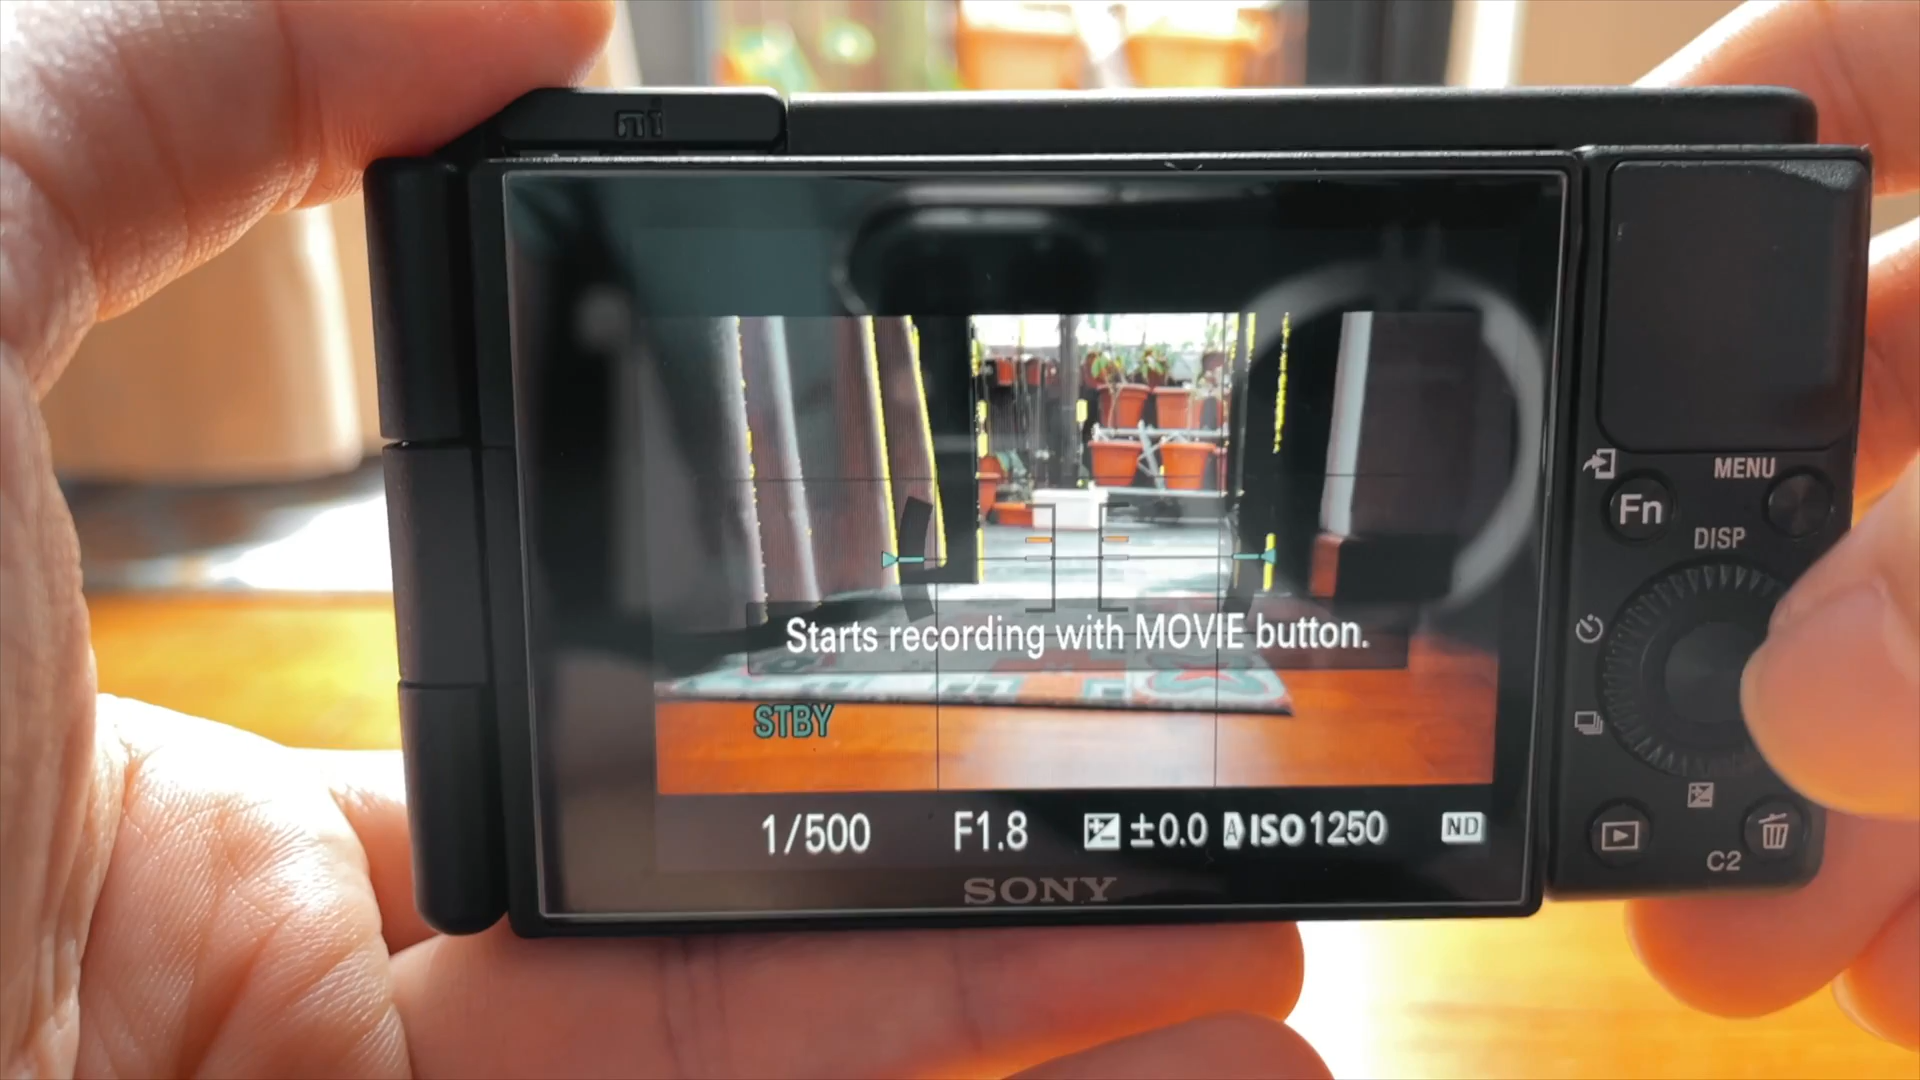 Starts recording with MOVIE button.
STBY
1/500 F1.8 ±0.0 A ISO1250 ND
SONY
MENU
Fn
DISP
C2